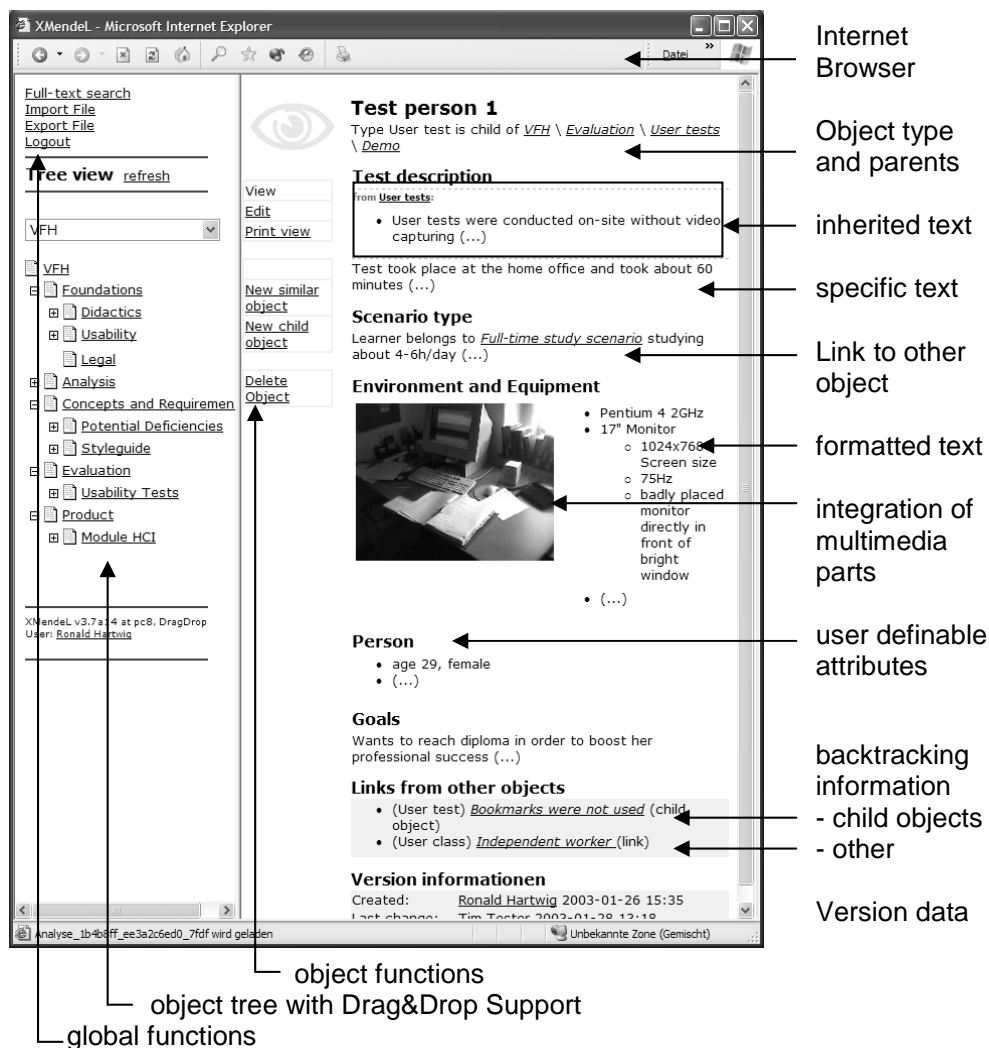 XMendeL - Microsoft Internet Explorer
Datei »
Full-text search
Import File
Export File
Logout
Tree view refresh
VFH
VFH
Foundations
Didactics
Usability
Legal
Analysis
Concepts and Requiremen
Potential Deficiencies
Styleguide
Evaluation
Usability Tests
Product
Module HCI
XMendeL v3.7a14 at pc8, DragDrop
User: Ronald Hartwig
View
Edit
Print view
New similar
object
New child
object
Delete
Object
Test person 1
Type User test is child of VFH \ Evaluation \ User tests
\ Demo
Test description
from User tests:
• User tests were conducted on-site without video
capturing (...)
Test took place at the home office and took about 60
minutes (...)
Scenario type
Learner belongs to Full-time study scenario studying
about 4-6h/day (...)
Environment and Equipment
• Pentium 4 2GHz
• 17" Monitor
○ 1024x768
Screen size
○ 75Hz
○ badly placed
monitor
directly in
front of
bright
window
• (...)
Person
• age 29, female
• (...)
Goals
Wants to reach diploma in order to boost her
professional success (...)
Links from other objects
• (User test) Bookmarks were not used (child
object)
• (User class) Independent worker (link)
Version informationen
Created: Ronald Hartwig 2003-01-26 15:35
Last change: Tim Tester 2003-01-28 13:18
Analyse_1b4b8ff_ee3a2c6ed0_7fdf wird geladen
Unbekannte Zone (Gemischt)
Internet
Browser
Object type
and parents
inherited text
specific text
Link to other
object
formatted text
integration of
multimedia
parts
user definable
attributes
backtracking
information
- child objects
- other
Version data
object functions
object tree with Drag&Drop Support
global functions